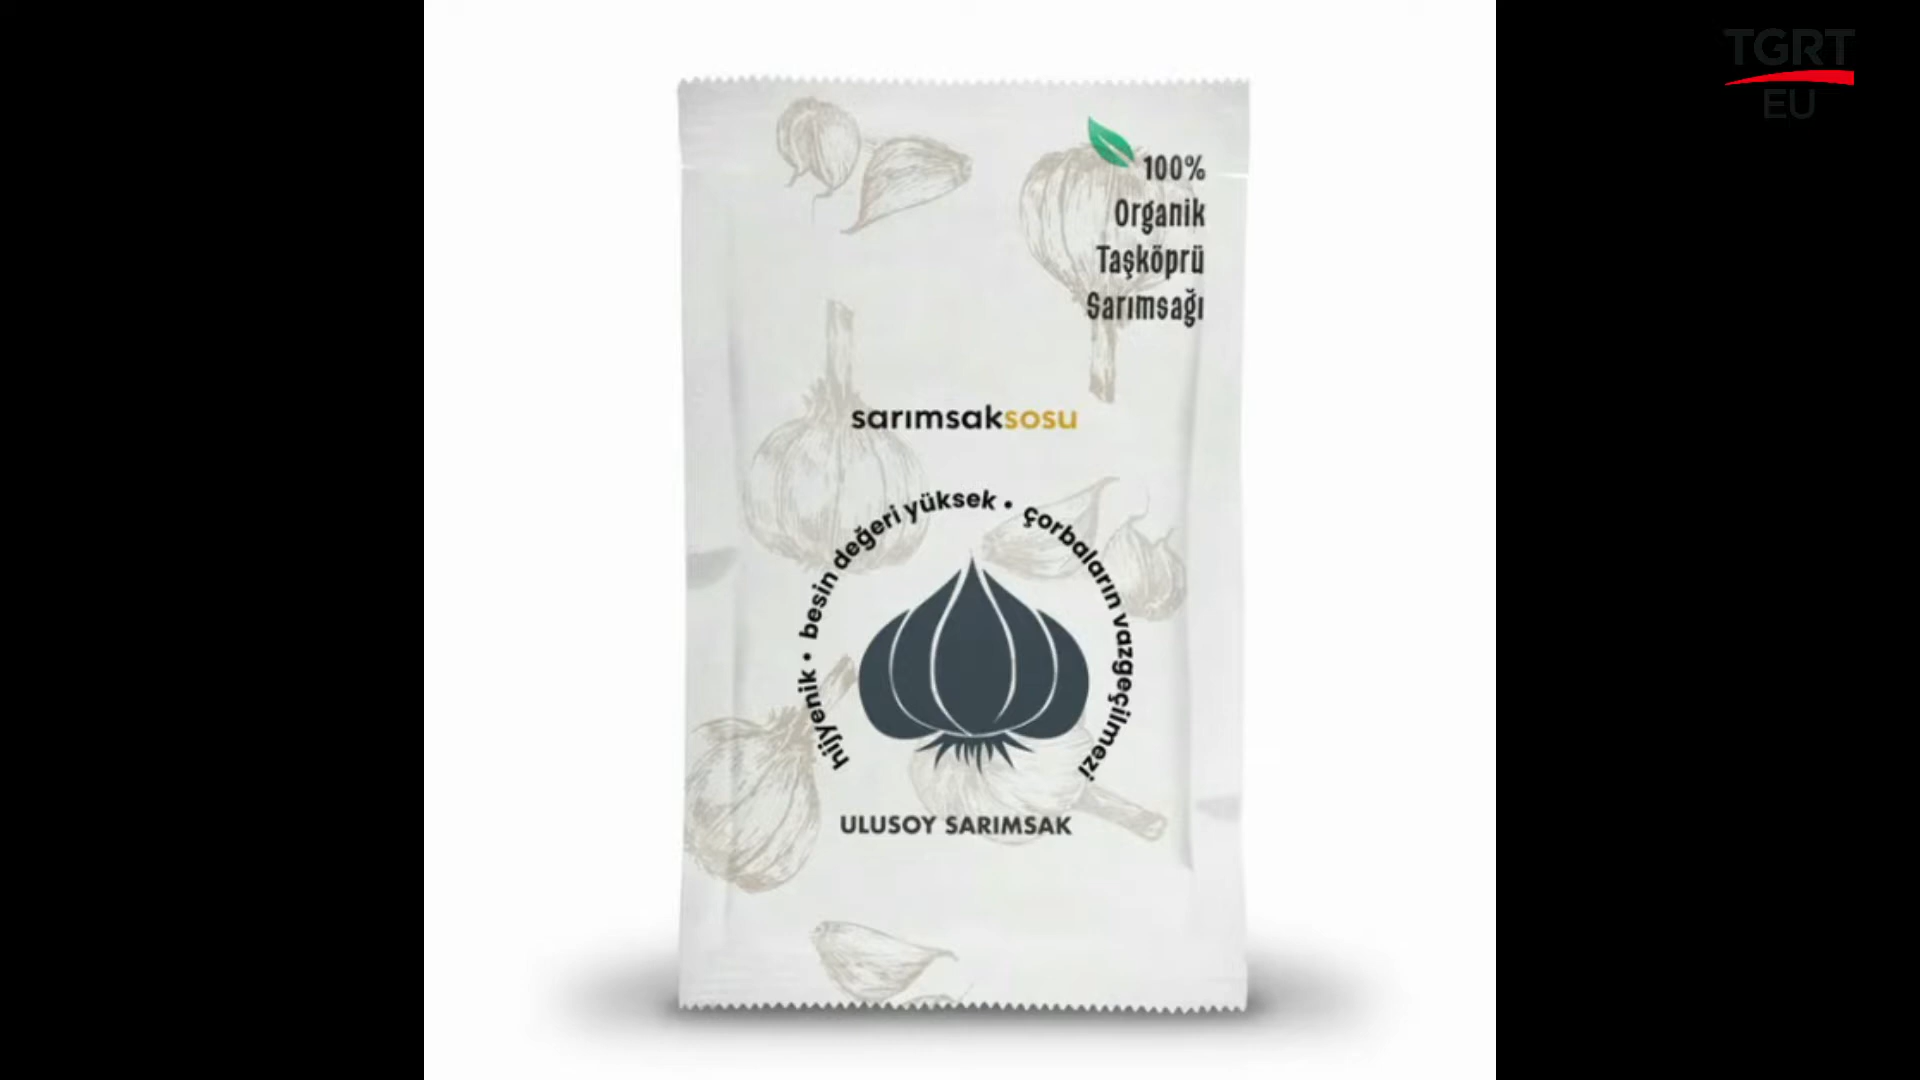 TGRT
EU
100%
Organik
Taşköprü
Sarımsağı
sarımsaksosu
hijyenik • besin değeri yüksek • çorbaların vazgeçilmezi
ULUSOY SARIMSAK